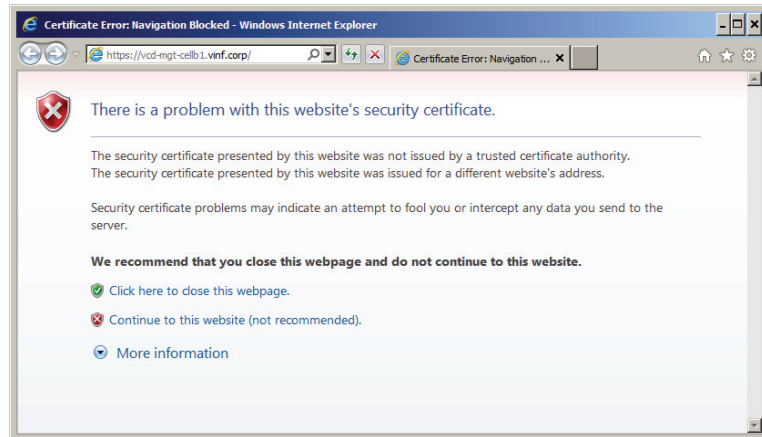 Certificate Error: Navigation Blocked - Windows Internet Explorer
https://vcd-mgt-cellb1.vinf.corp/
Certificate Error: Navigation ...
There is a problem with this website's security certificate.
The security certificate presented by this website was not issued by a trusted certificate authority.
The security certificate presented by this website was issued for a different website's address.
Security certificate problems may indicate an attempt to fool you or intercept any data you send to the
server.
We recommend that you close this webpage and do not continue to this website.
Click here to close this webpage.
Continue to this website (not recommended).
More information